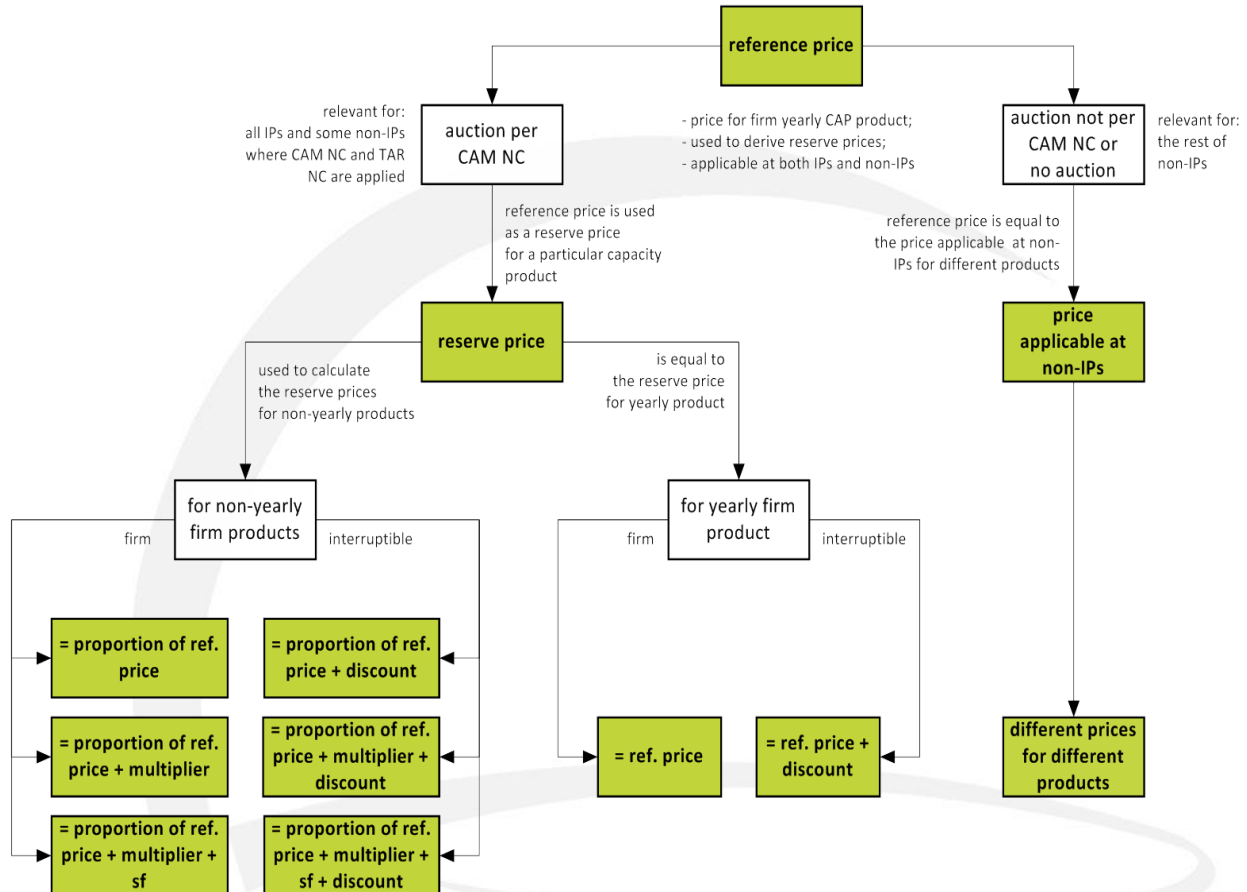 reference price
relevant for:
all IPs and some non-IPs
where CAM NC and TAR
NC are applied
auction per
CAM NC
- price for firm yearly CAP product;
- used to derive reserve prices;
- applicable at both IPs and non-IPs
auction not per
CAM NC or
no auction
relevant for:
the rest of
non-IPs
reference price is used
as a reserve price
for a particular capacity
product
reference price is equal to
the price applicable at non-
IPs for different products
reserve price
price
applicable at
non-IPs
used to calculate
the reserve prices
for non-yearly products
is equal to
the reserve price
for yearly product
for non-yearly
firm products
firm
interruptible
for yearly firm
product
firm
interruptible
= proportion of ref.
price
= proportion of ref.
price + discount
= proportion of ref.
price + multiplier
= proportion of ref.
price + multiplier +
discount
= ref. price
= ref. price +
discount
different prices
for different
products
= proportion of ref.
price + multiplier +
sf
= proportion of ref.
price + multiplier +
sf + discount